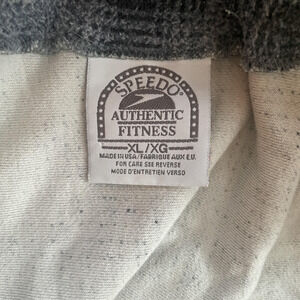 SPEEDO®
AUTHENTIC
FITNESS
XL/XG
MADE IN USA/FABRIQUE AUX E.U.
FOR CARE SEE REVERSE
MODE D'ENTRETIEN VERSO